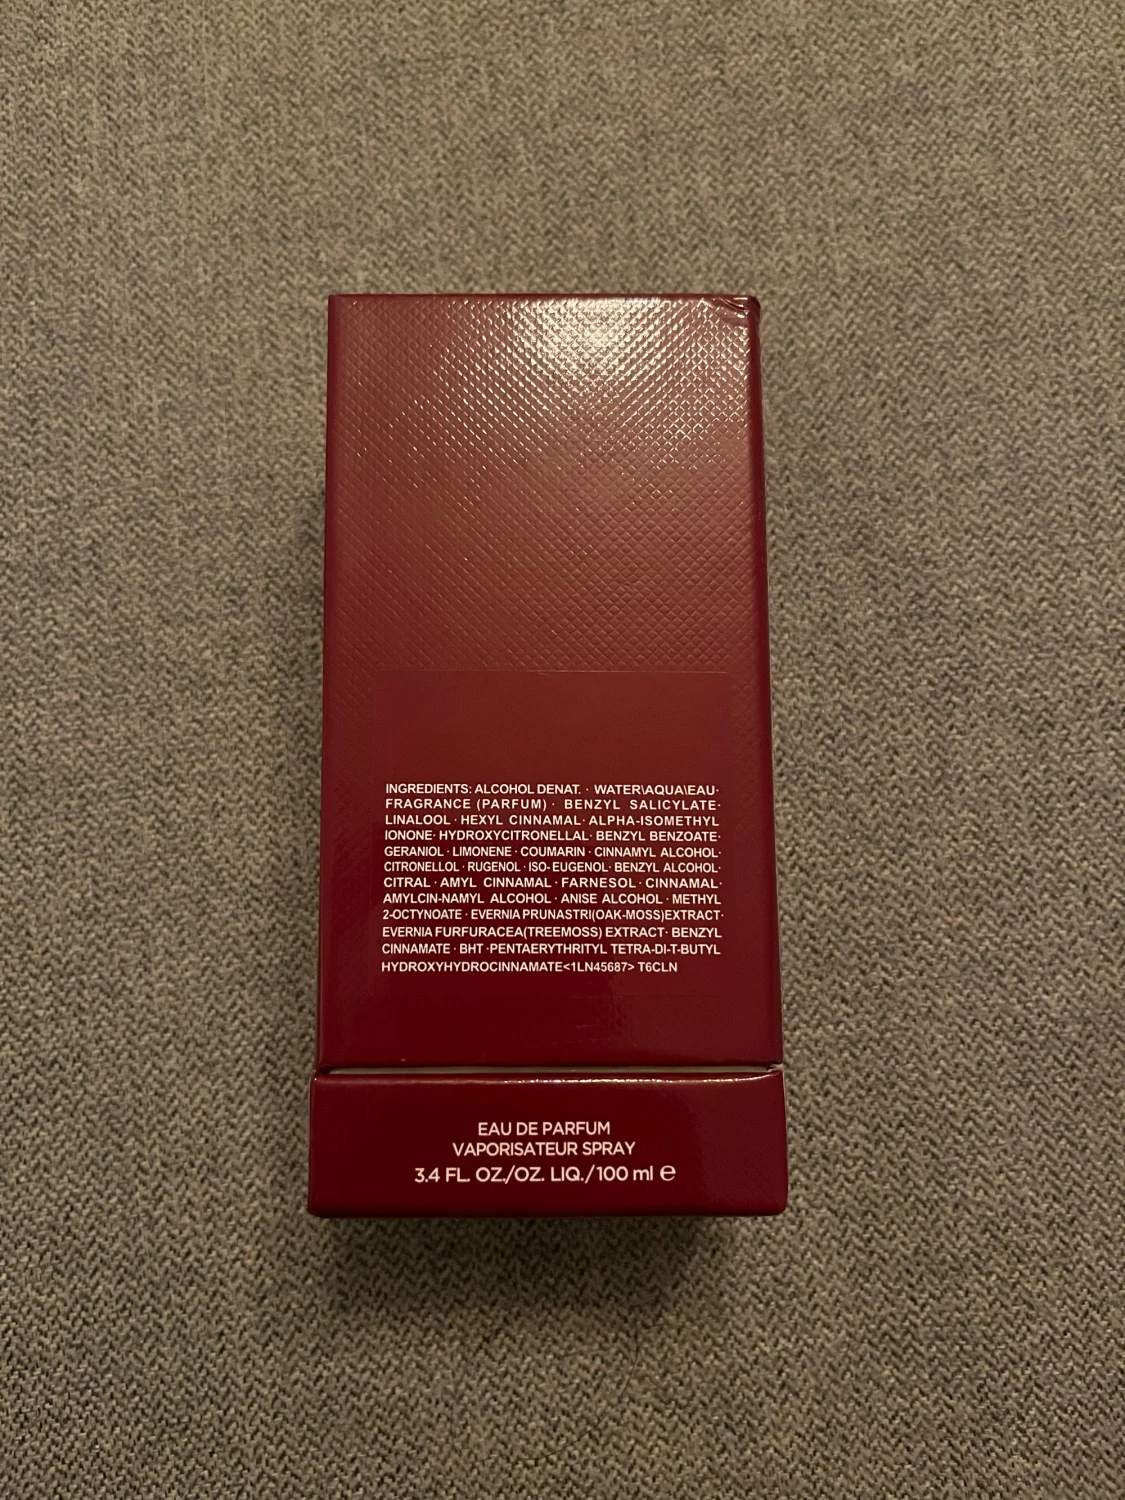 INGREDIENTS: ALCOHOL DENAT. · WATER\AQUA\EAU·
FRAGRANCE (PARFUM) · BENZYL SALICYLATE·
LINALOOL · HEXYL CINNAMAL· ALPHA-ISOMETHYL
IONONE· HYDROXYCITRONELLAL· BENZYL BENZOATE·
GERANIOL · LIMONENE · COUMARIN · CINNAMYL ALCOHOL·
CITRONELLOL · RUGENOL · ISO-EUGENOL· BENZYL ALCOHOL·
CITRAL · AMYL CINNAMAL · FARNESOL · CINNAMAL·
AMYLCIN-NAMYL ALCOHOL · ANISE ALCOHOL · METHYL
2-OCTYNOATE · EVERNIA PRUNASTRI(OAK-MOSS)EXTRACT·
EVERNIA FURFURACEA(TREEMOSS) EXTRACT· BENZYL
CINNAMATE · BHT ·PENTAERYTHRITYL TETRA-DI-T-BUTYL
HYDROXYHYDROCINNAMATE<1LN45687> T6CLN
EAU DE PARFUM
VAPORISATEUR SPRAY
3.4 FL. OZ./OZ. LIQ./100 ml ℮